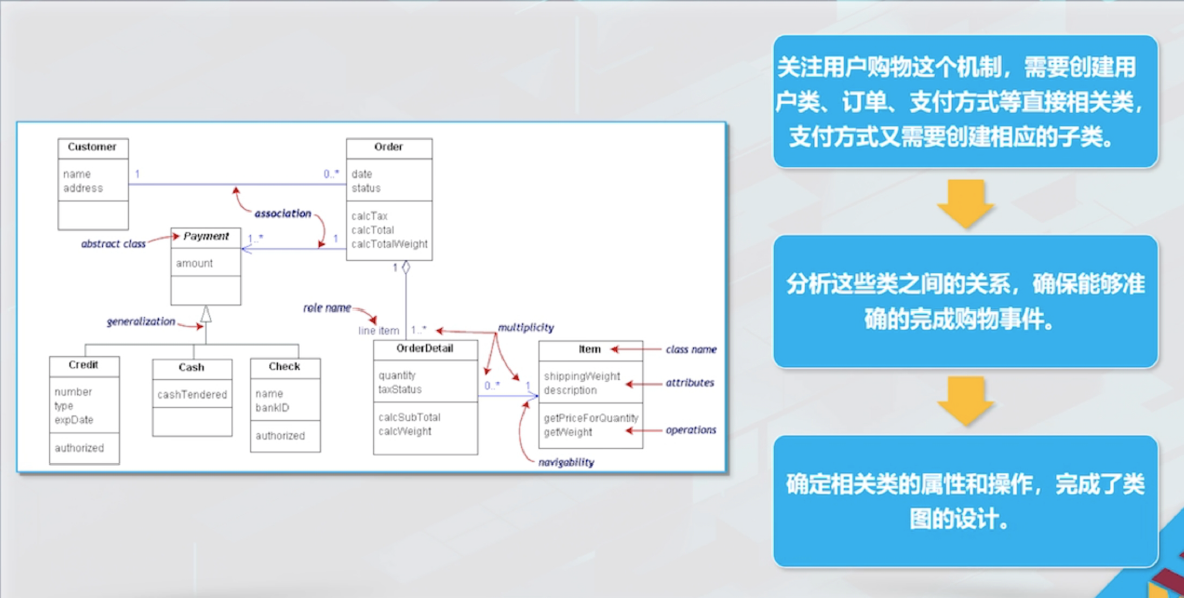 Customer
name
address
1
0..*
Order
date
status
calcTax
calcTotal
calcTotalWeight
association
abstract class
Payment
amount
1..*
1
generalization
Credit
number
type
expDate
authorized
Cash
cashTendered
Check
name
bankID
authorized
1
role name
line item
1..*
multiplicity
OrderDetail
quantity
taxStatus
calcSubTotal
calcWeight
0..*
1
navigability
Item
shippingWeight
description
getPriceForQuantity
getWeight
class name
attributes
operations
关注用户购物这个机制，需要创建用
户类、订单、支付方式等直接相关类，
支付方式又需要创建相应的子类。
分析这些类之间的关系，确保能够准
确的完成购物事件。
确定相关类的属性和操作，完成了类
图的设计。